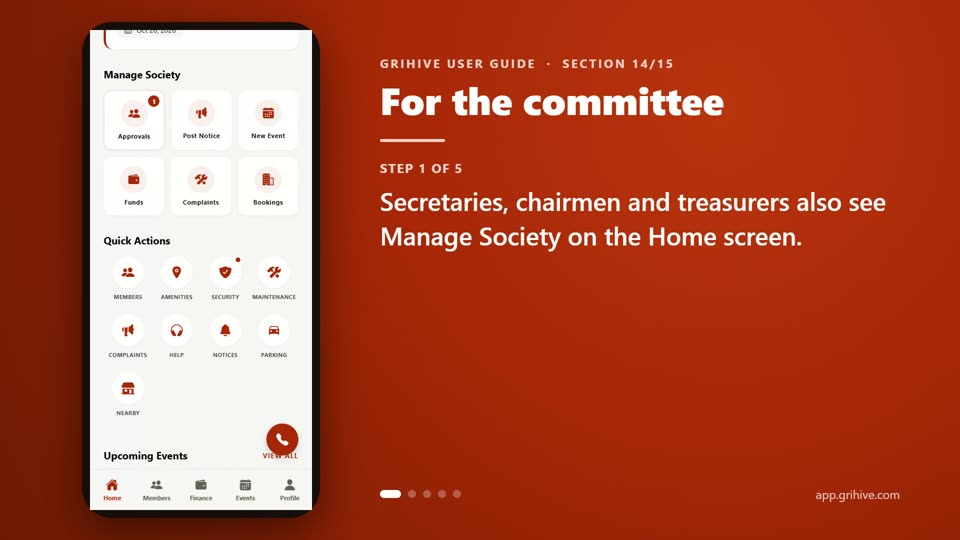 Oct 26, 2026
Manage Society
1
Approvals
Post Notice
New Event
Funds
Complaints
Bookings
Quick Actions
MEMBERS
AMENITIES
SECURITY
MAINTENANCE
COMPLAINTS
HELP
NOTICES
PARKING
NEARBY
Upcoming Events
VIEW ALL
Home
Members
Finance
Events
Profile
GRIHIVE USER GUIDE · SECTION 14/15
For the committee
STEP 1 OF 5
Secretaries, chairmen and treasurers also see
Manage Society on the Home screen.
app.grihive.com